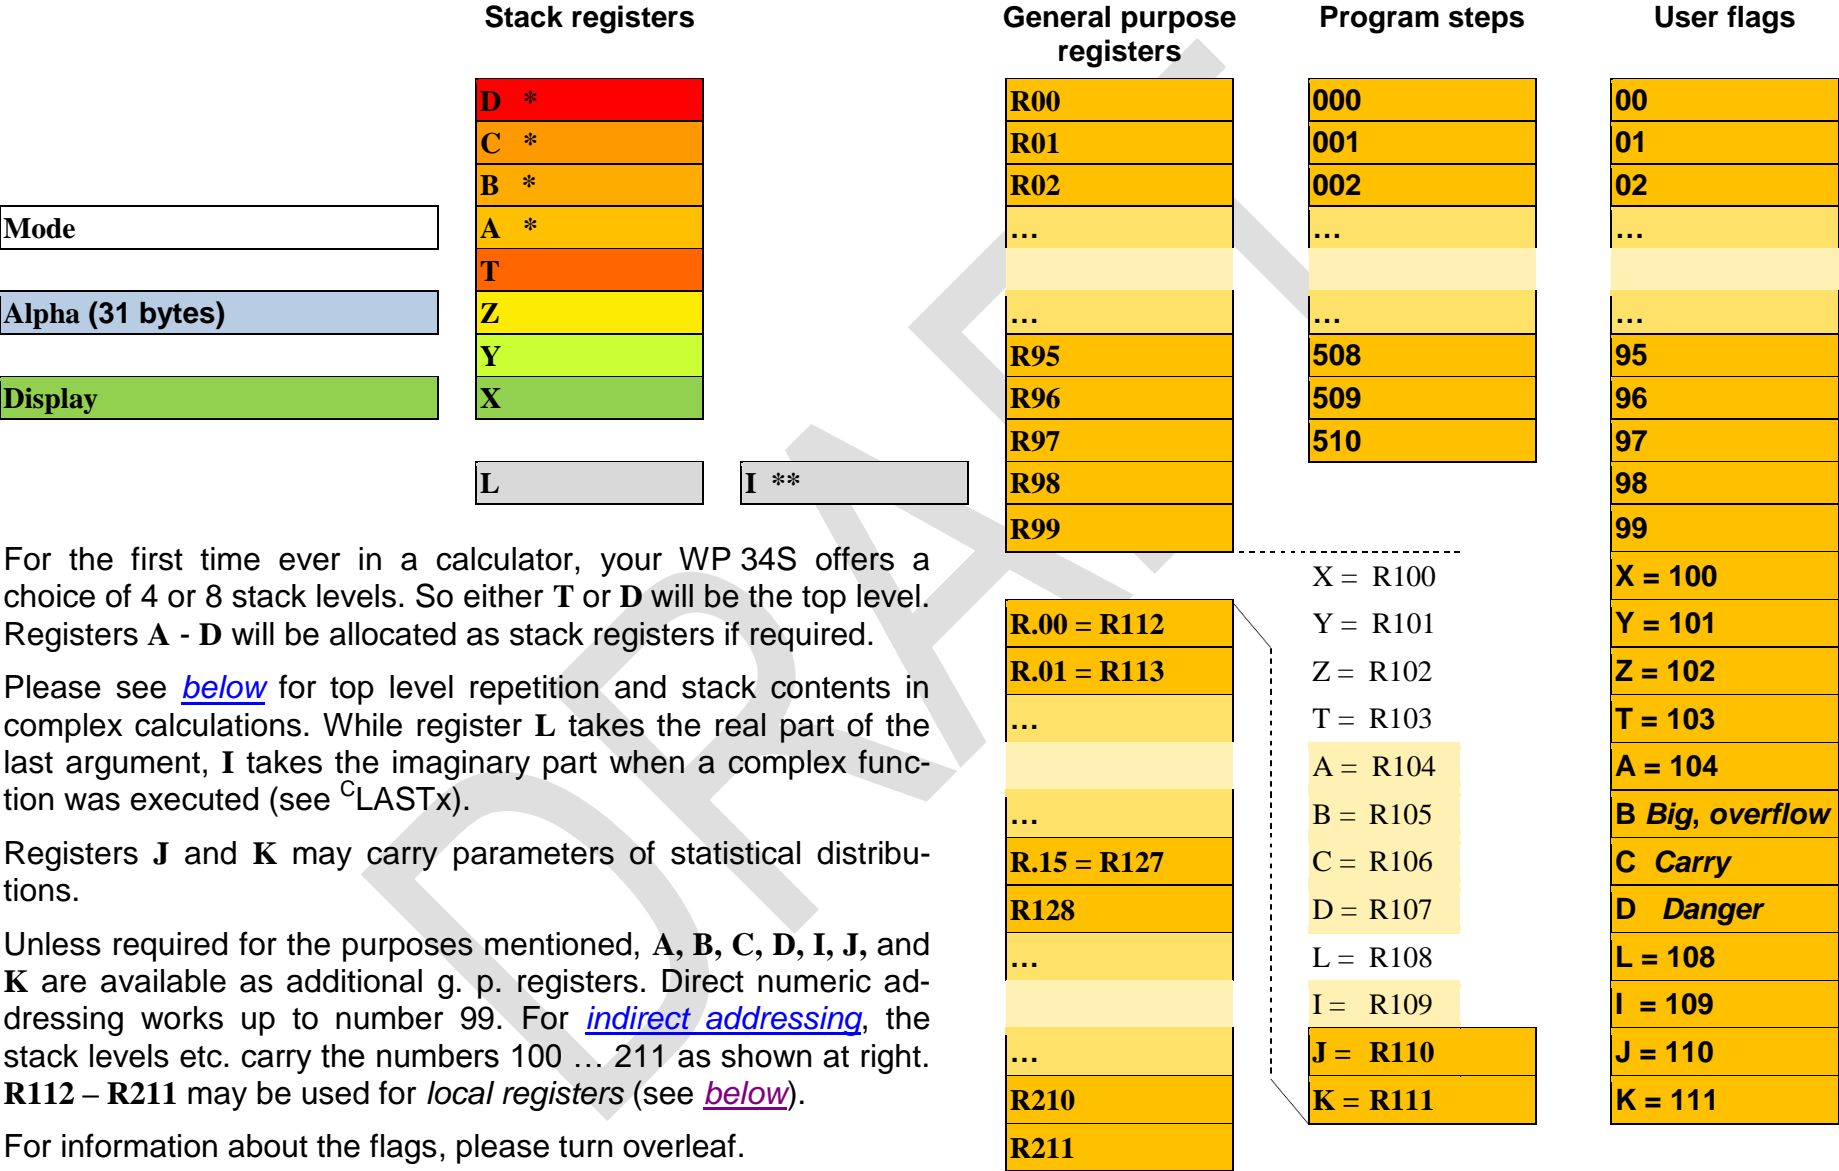 Stack registers
D *
C *
B *
A *
T
Z
Y
X
L
I **
Mode
Alpha (31 bytes)
Display
For the first time ever in a calculator, your WP 34S offers a
choice of 4 or 8 stack levels. So either T or D will be the top level.
Registers A - D will be allocated as stack registers if required.
Please see below for top level repetition and stack contents in
complex calculations. While register L takes the real part of the
last argument, I takes the imaginary part when a complex func-
tion was executed (see CLASTx).
Registers J and K may carry parameters of statistical distribu-
tions.
Unless required for the purposes mentioned, A, B, C, D, I, J, and
K are available as additional g. p. registers. Direct numeric ad-
dressing works up to number 99. For indirect addressing, the
stack levels etc. carry the numbers 100 … 211 as shown at right.
R112 – R211 may be used for local registers (see below).
For information about the flags, please turn overleaf.
General purpose
registers
R00
R01
R02
…
…
R95
R96
R97
R98
R99
R.00 = R112
R.01 = R113
…
…
R.15 = R127
R128
…
…
R210
R211
Program steps
000
001
002
…
…
508
509
510
X = R100
Y = R101
Z = R102
T = R103
A = R104
B = R105
C = R106
D = R107
L = R108
I = R109
J = R110
K = R111
User flags
00
01
02
…
…
95
96
97
98
99
X = 100
Y = 101
Z = 102
T = 103
A = 104
B Big, overflow
C Carry
D Danger
L = 108
I = 109
J = 110
K = 111
DRAFT